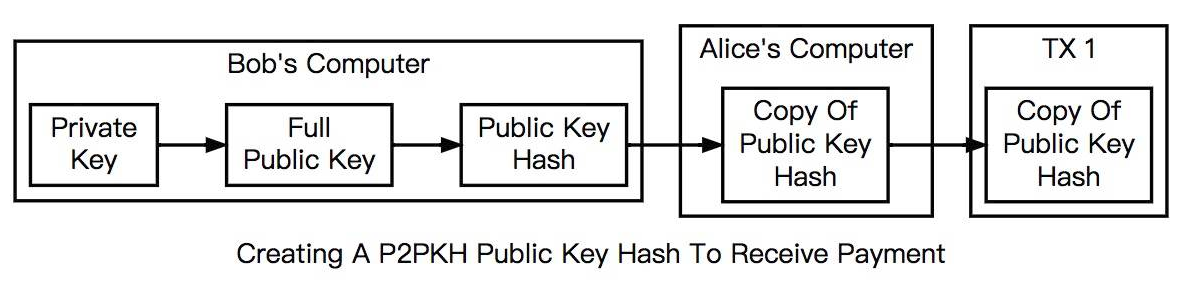 Bob's Computer
Private
Key
Full
Public Key
Public Key
Hash
Alice's Computer
Copy Of
Public Key
Hash
TX 1
Copy Of
Public Key
Hash
Creating A P2PKH Public Key Hash To Receive Payment